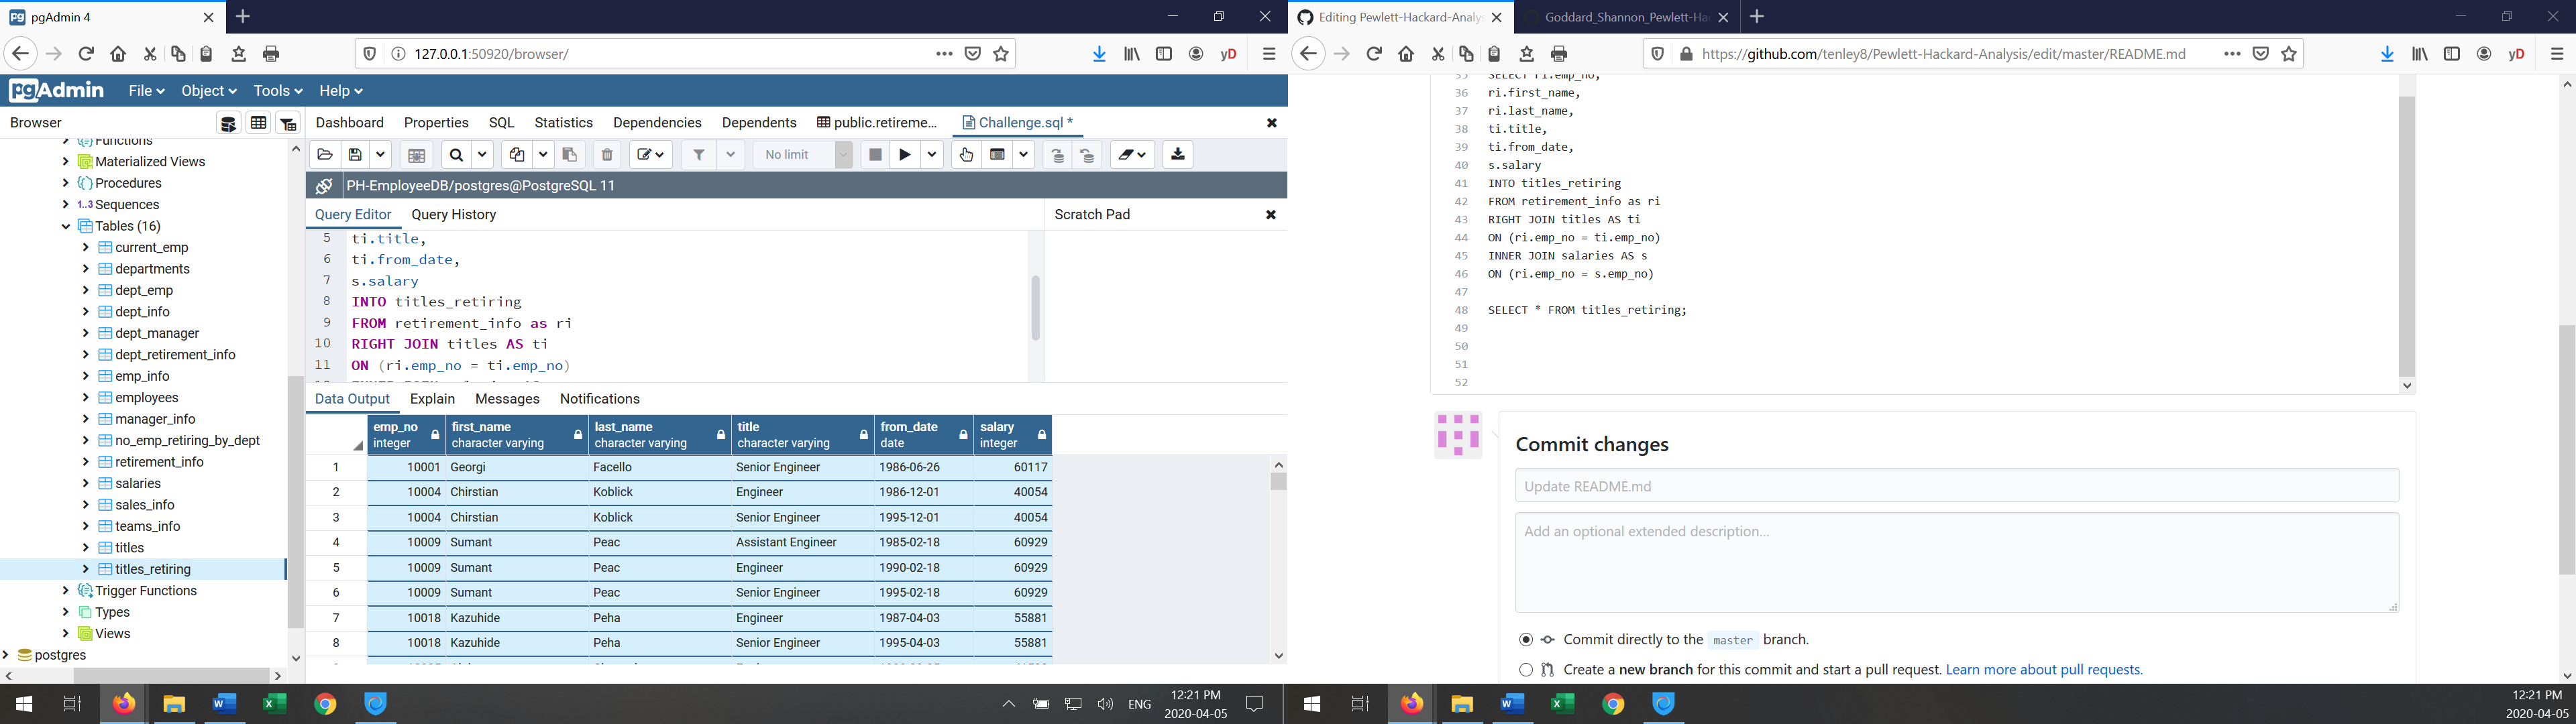 pgAdmin 4
127.0.0.1:50920/browser/
yD
pgAdmin
File
Object
Tools
Help
Browser
Functions
Materialized Views
Procedures
1..3 Sequences
Tables (16)
current_emp
departments
dept_emp
dept_info
dept_manager
dept_retirement_info
emp_info
employees
manager_info
no_emp_retiring_by_dept
retirement_info
salaries
sales_info
teams_info
titles
titles_retiring
Trigger Functions
Types
Views
postgres
Dashboard Properties SQL Statistics Dependencies Dependents public.retireme... Challenge.sql *
No limit
PH-EmployeeDB/postgres@PostgreSQL 11
Query Editor Query History
Scratch Pad
5 ti.title,
6 ti.from_date,
7 s.salary
8 INTO titles_retiring
9 FROM retirement_info as ri
10 RIGHT JOIN titles AS ti
11 ON (ri.emp_no = ti.emp_no)
Data Output Explain Messages Notifications
emp_no first_name last_name title from_date salary
integer character varying character varying character varying date integer
1 10001 Georgi Facello Senior Engineer 1986-06-26 60117
2 10004 Chirstian Koblick Engineer 1986-12-01 40054
3 10004 Chirstian Koblick Senior Engineer 1995-12-01 40054
4 10009 Sumant Peac Assistant Engineer 1985-02-18 60929
5 10009 Sumant Peac Engineer 1990-02-18 60929
6 10009 Sumant Peac Senior Engineer 1995-02-18 60929
7 10018 Kazuhide Peha Engineer 1987-04-03 55881
8 10018 Kazuhide Peha Senior Engineer 1995-04-03 55881
ENG
12:21 PM
2020-04-05
Editing Pewlett-Hackard-Analys
Goddard_Shannon_Pewlett-Ha
https://github.com/tenley8/Pewlett-Hackard-Analysis/edit/master/README.md
yD
35 SELECT ri.emp_no,
36 ri.first_name,
37 ri.last_name,
38 ti.title,
39 ti.from_date,
40 s.salary
41 INTO titles_retiring
42 FROM retirement_info as ri
43 RIGHT JOIN titles AS ti
44 ON (ri.emp_no = ti.emp_no)
45 INNER JOIN salaries AS s
46 ON (ri.emp_no = s.emp_no)
47
48 SELECT * FROM titles_retiring;
49
50
51
52
Commit changes
Update README.md
Add an optional extended description...
Commit directly to the master branch.
Create a new branch for this commit and start a pull request. Learn more about pull requests.
12:21 PM
2020-04-05